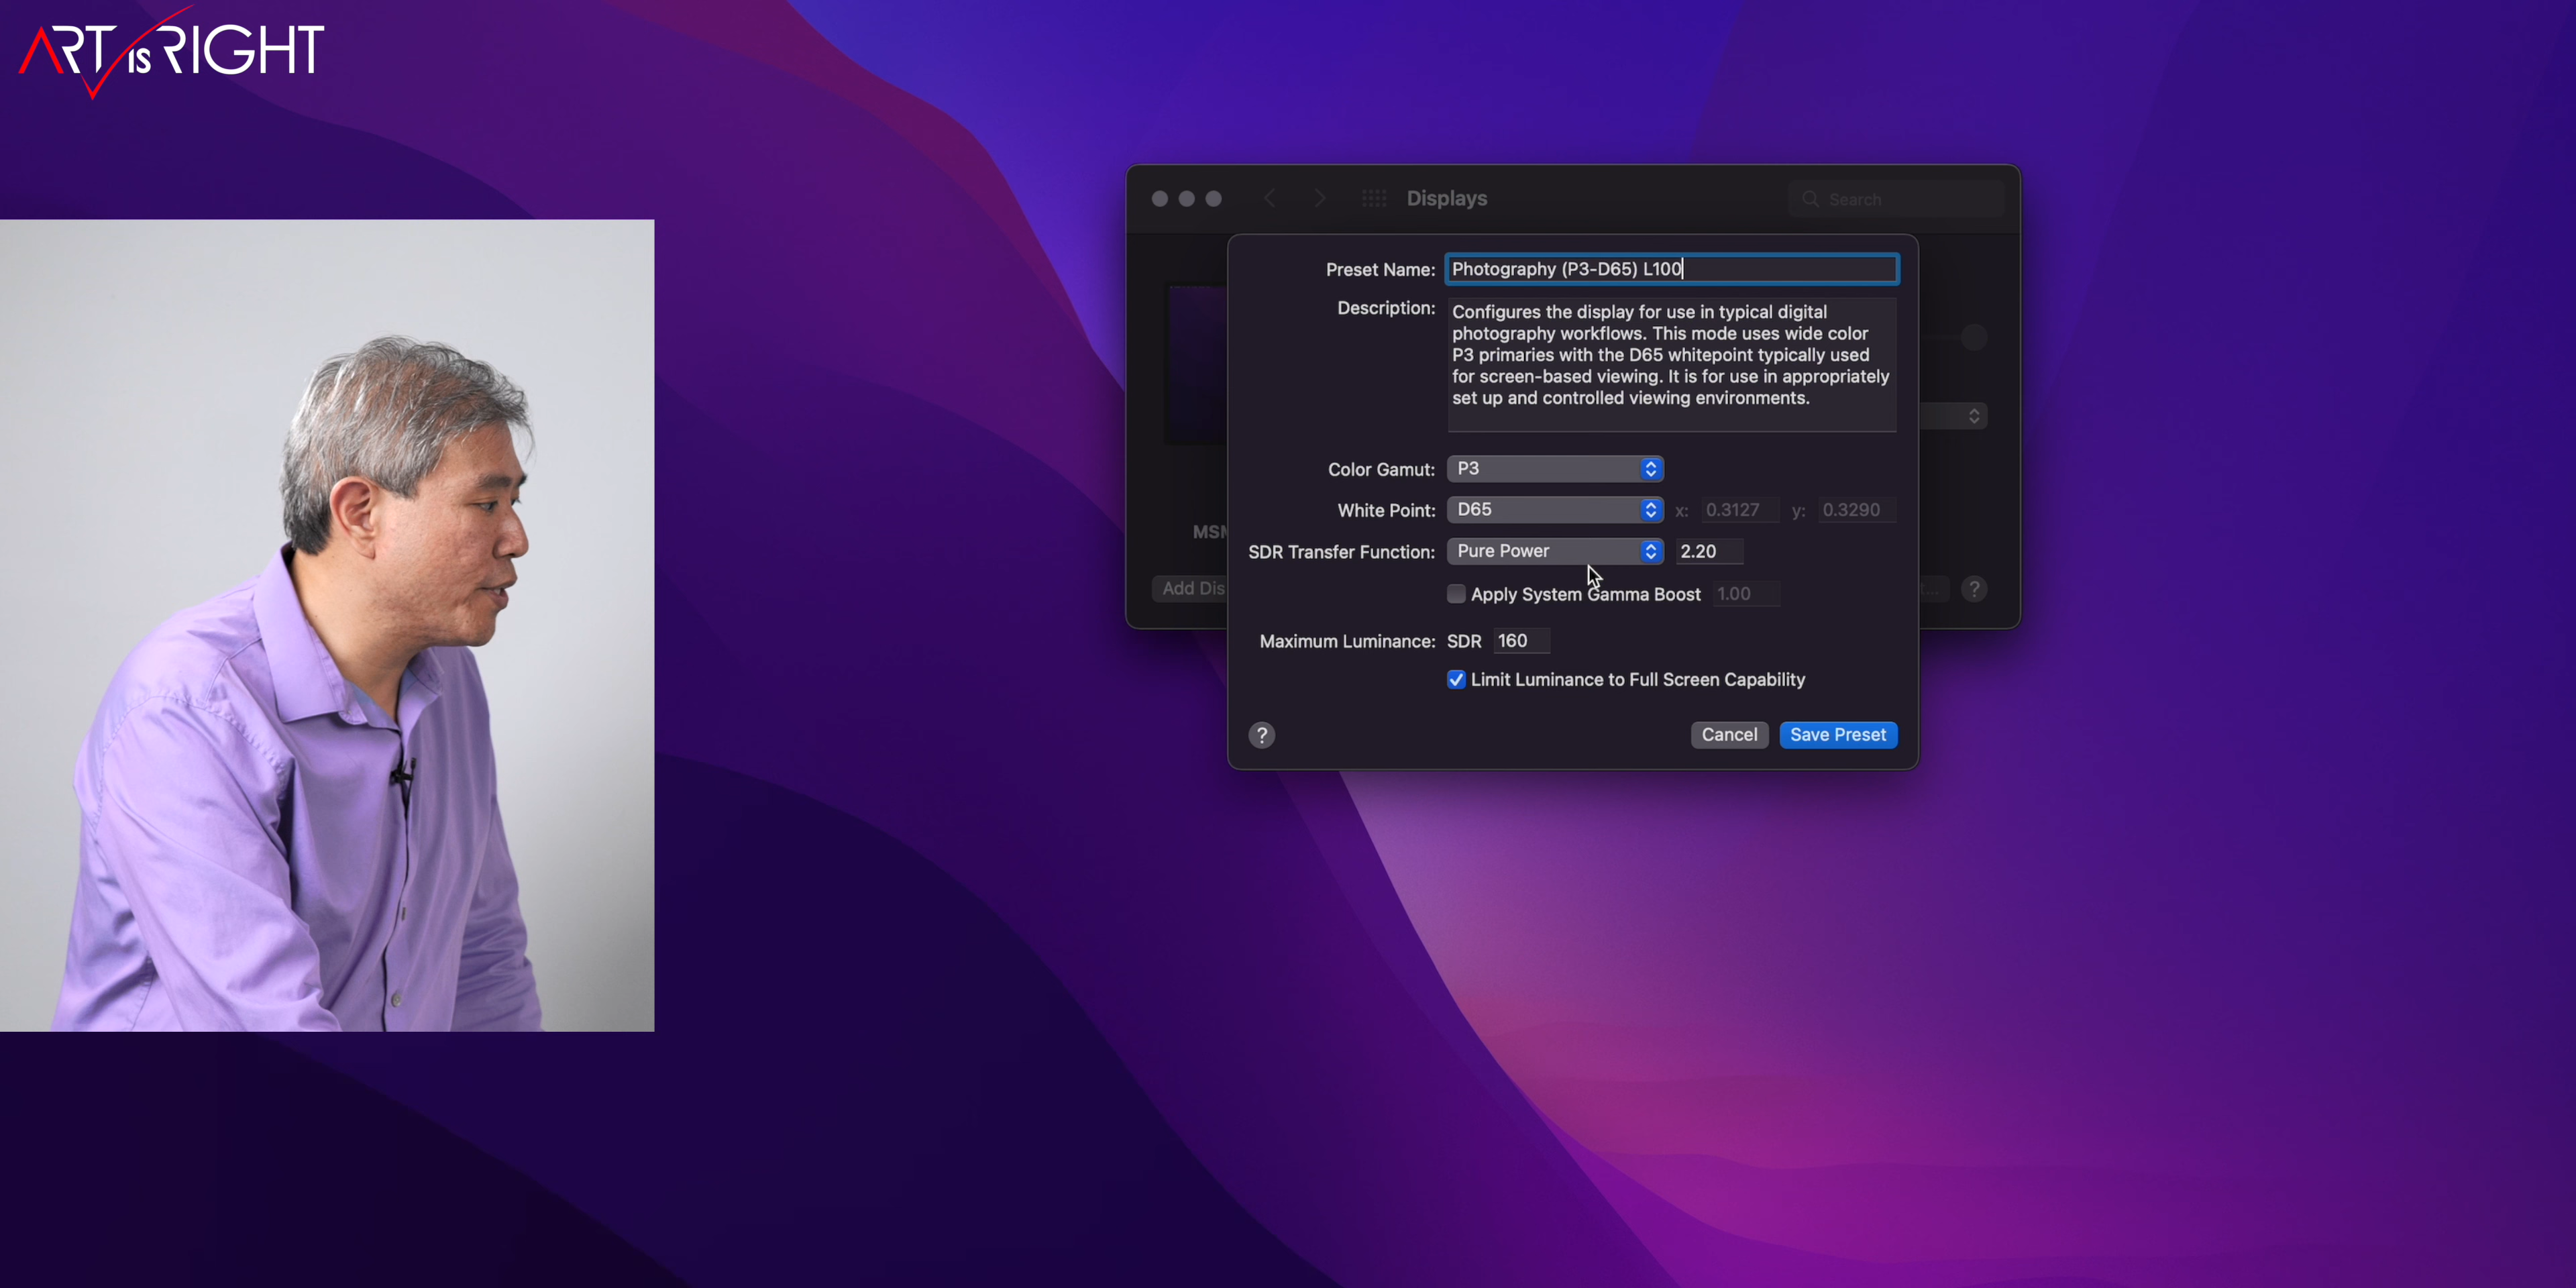 ART IS RIGHT
Displays
Search
Preset Name: Photography (P3-D65) L100
Description: Configures the display for use in typical digital
photography workflows. This mode uses wide color
P3 primaries with the D65 whitepoint typically used
for screen-based viewing. It is for use in appropriately
set up and controlled viewing environments.
Color Gamut: P3
White Point: D65 x: 0.3127 y: 0.3290
MSM
SDR Transfer Function: Pure Power 2.20
Add Dis
Apply System Gamma Boost 1.00
?
Maximum Luminance: SDR 160
Limit Luminance to Full Screen Capability
? Cancel Save Preset